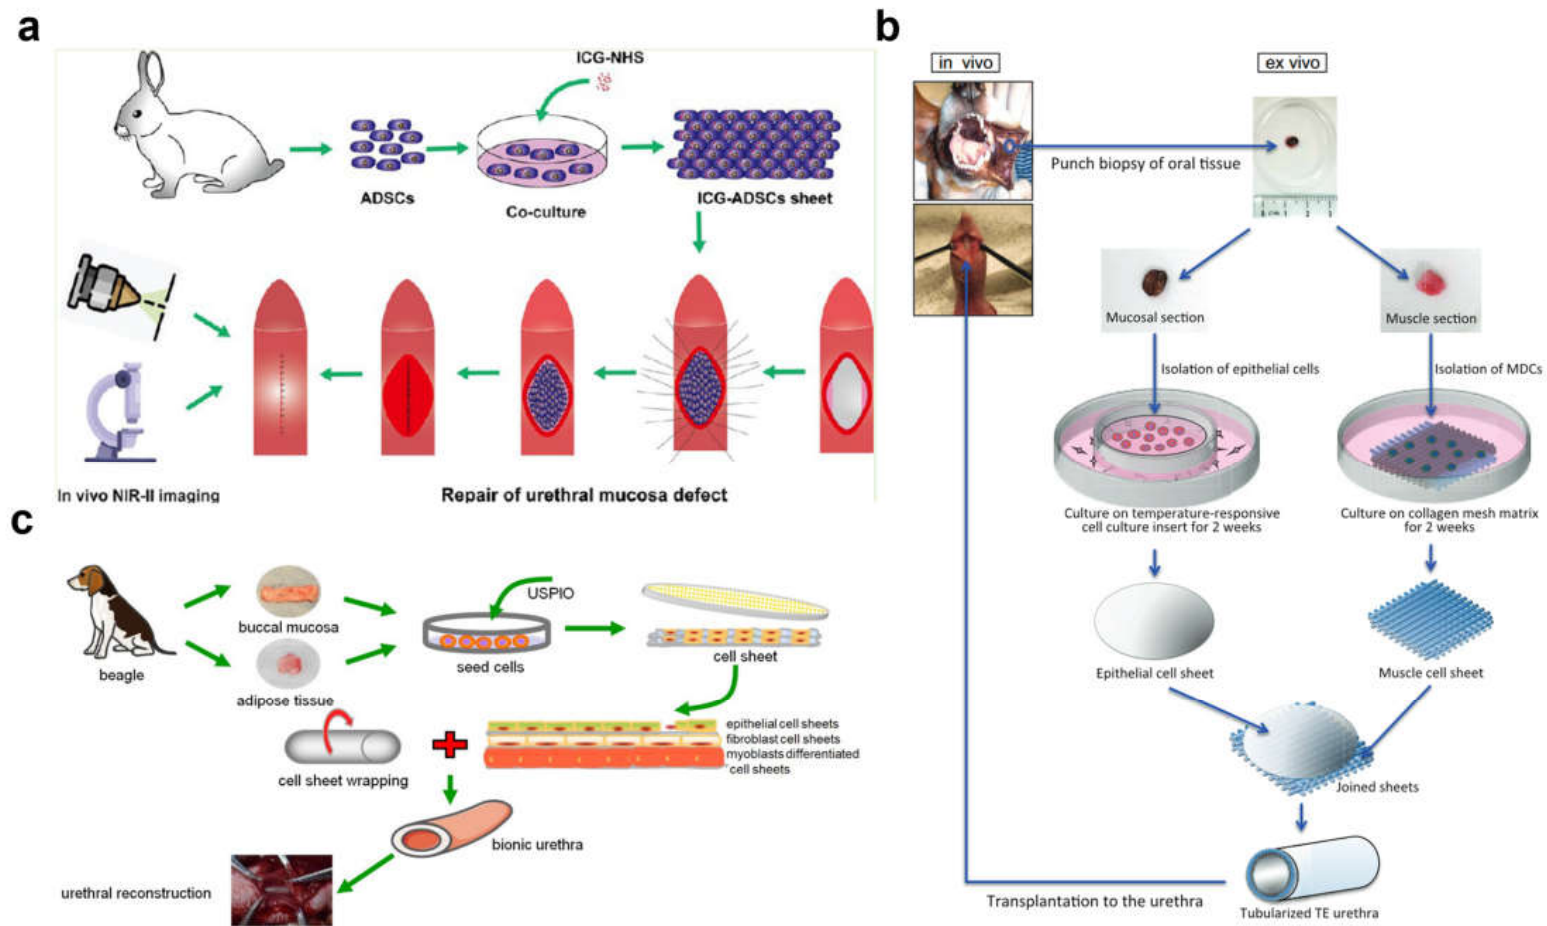 a
ICG-NHS
ADSCs
Co-culture
ICG-ADSCs sheet
In vivo NIR-II imaging
Repair of urethral mucosa defect
b
in vivo
ex vivo
Punch biopsy of oral tissue
Mucosal section
Muscle section
Isolation of epithelial cells
Isolation of MDCs
Culture on temperature-responsive
cell culture insert for 2 weeks
Culture on collagen mesh matrix
for 2 weeks
Epithelial cell sheet
Muscle cell sheet
Joined sheets
Transplantation to the urethra
Tubularized TE urethra
c
beagle
buccal mucosa
adipose tissue
USPIO
seed cells
cell sheet
epithelial cell sheets
fibroblast cell sheets
myoblasts differentiated
cell sheets
cell sheet wrapping
bionic urethra
urethral reconstruction